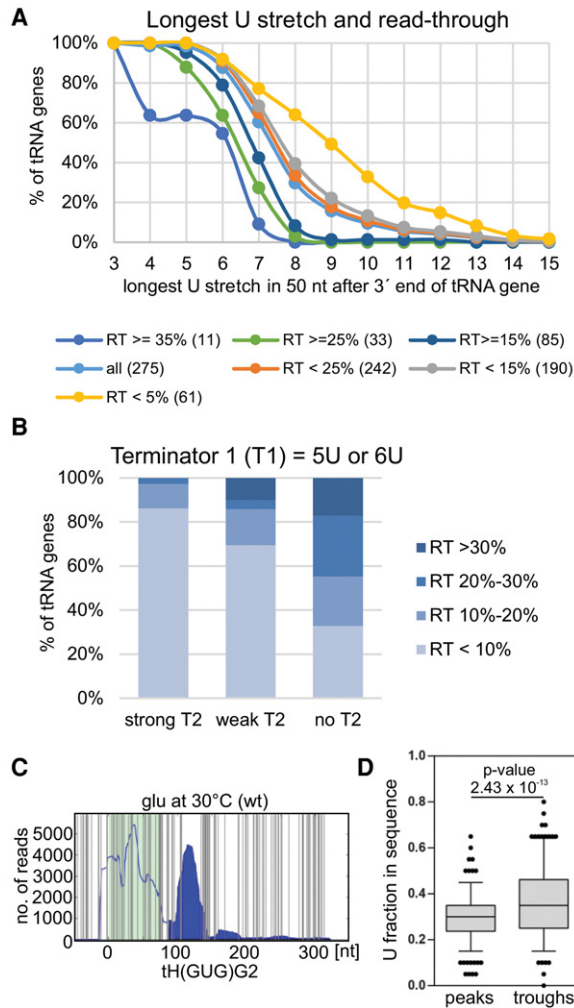 A
Longest U stretch and read-through
100%
80%
60%
40%
20%
0%
% of tRNA genes
3 4 5 6 7 8 9 10 11 12 13 14 15
longest U stretch in 50 nt after 3´ end of tRNA gene
RT >= 35% (11) RT >=25% (33) RT>=15% (85)
all (275) RT < 25% (242) RT < 15% (190)
RT < 5% (61)
B
Terminator 1 (T1) = 5U or 6U
100%
80%
60%
40%
20%
0%
% of tRNA genes
strong T2 weak T2 no T2
RT >30%
RT 20%-30%
RT 10%-20%
RT < 10%
C
glu at 30°C (wt)
5000
4000
3000
2000
1000
0
no. of reads
0 100 200 300 [nt]
tH(GUG)G2
D
p-value
2.43 x 10⁻¹³
1.0
0.8
0.6
0.4
0.2
0.0
U fraction in sequence
peaks troughs